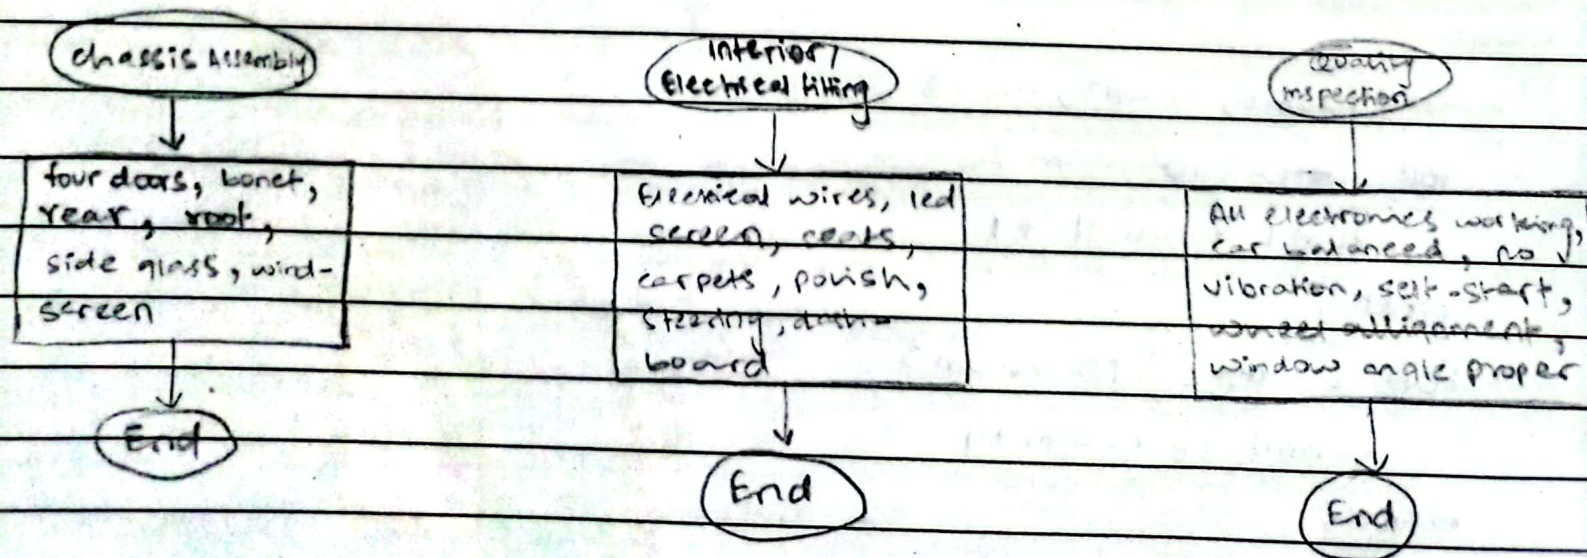 Chassis Assembly
four doors, bonet,
rear, roof,
side glass, wind-
screen
End
Interior/
Electrical fitting
Electrical wires, led
screen, seats,
carpets, polish,
steering, dash-
board
End
Quality
inspection
All electronics working,
car balanced, no
vibration, self-start,
wheel allignment,
window angle proper
End